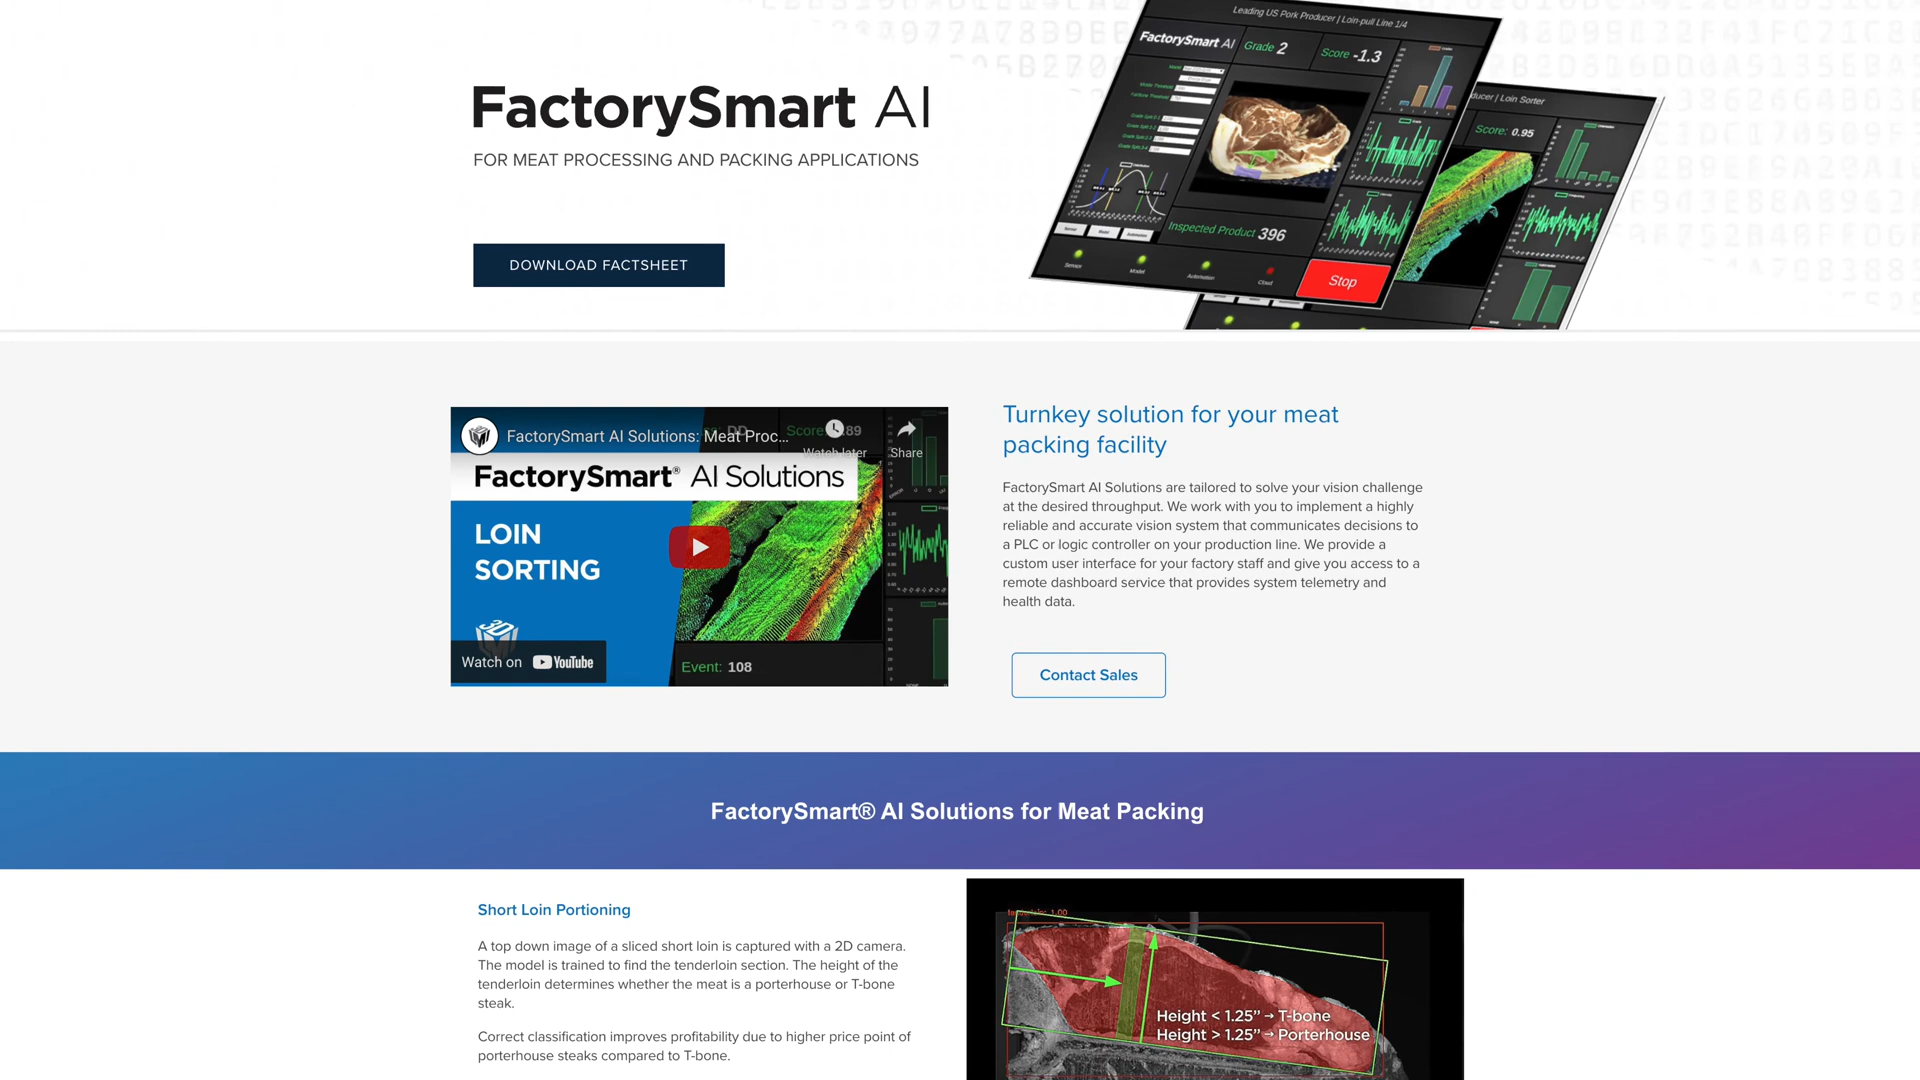 FactorySmart AI
FOR MEAT PROCESSING AND PACKING APPLICATIONS
DOWNLOAD FACTSHEET
Leading US Pork Producer | Loin-pull Line 1/4
FactorySmart AI
Grade 2
Score -1.3
Inspected Product 396
Sensor
Model
Automation
Cloud
Stop
ducer | Loin Sorter
Score: 0.95
FactorySmart AI Solutions: Meat Proc...
Watch later
Share
FactorySmart® AI Solutions
LOIN
SORTING
Watch on YouTube
Event: 108
Turnkey solution for your meat
packing facility
FactorySmart AI Solutions are tailored to solve your vision challenge
at the desired throughput. We work with you to implement a highly
reliable and accurate vision system that communicates decisions to
a PLC or logic controller on your production line. We provide a
custom user interface for your factory staff and give you access to a
remote dashboard service that provides system telemetry and
health data.
Contact Sales
FactorySmart® AI Solutions for Meat Packing
Short Loin Portioning
A top down image of a sliced short loin is captured with a 2D camera.
The model is trained to find the tenderloin section. The height of the
tenderloin determines whether the meat is a porterhouse or T-bone
steak.
Correct classification improves profitability due to higher price point of
porterhouse steaks compared to T-bone.
Height < 1.25” → T-bone
Height > 1.25” → Porterhouse